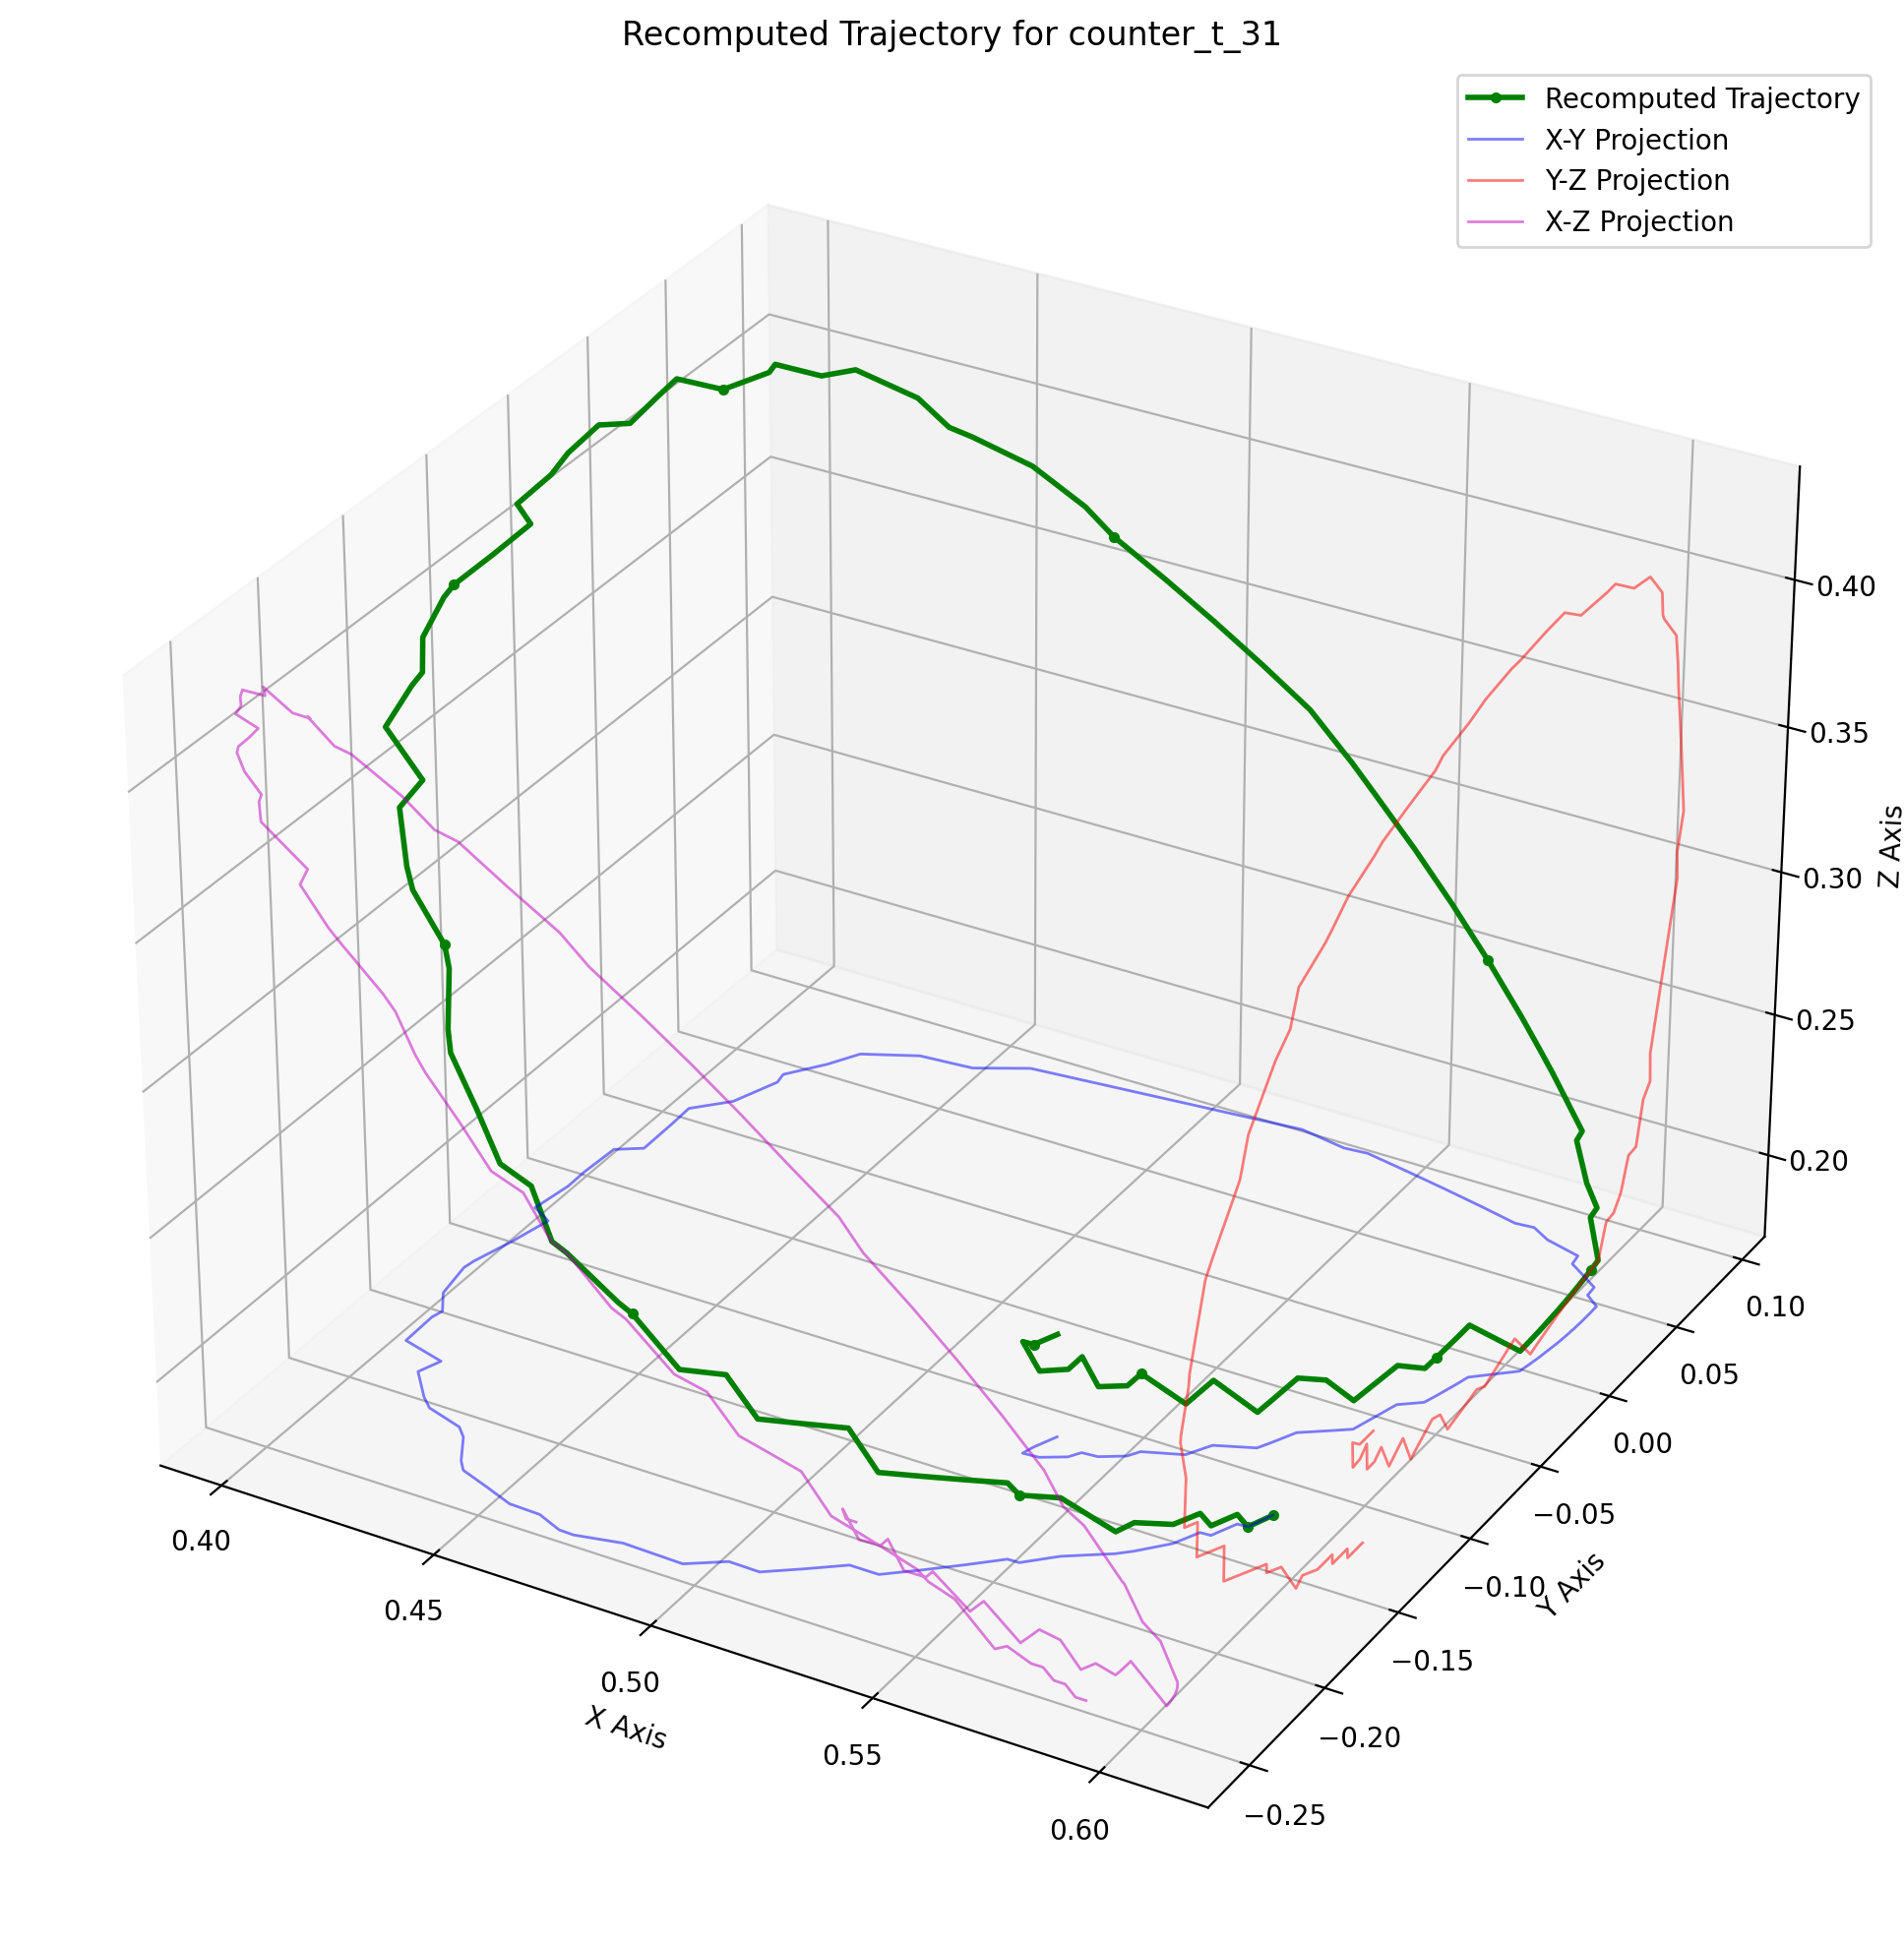 Recomputed Trajectory for counter_t_31
Recomputed Trajectory
X-Y Projection
Y-Z Projection
X-Z Projection
0.40
0.35
0.30
0.25
0.20
Z Axis
0.10
0.05
0.00
−0.05
−0.10
−0.15
−0.20
−0.25
Y Axis
0.40
0.45
0.50
0.55
0.60
X Axis